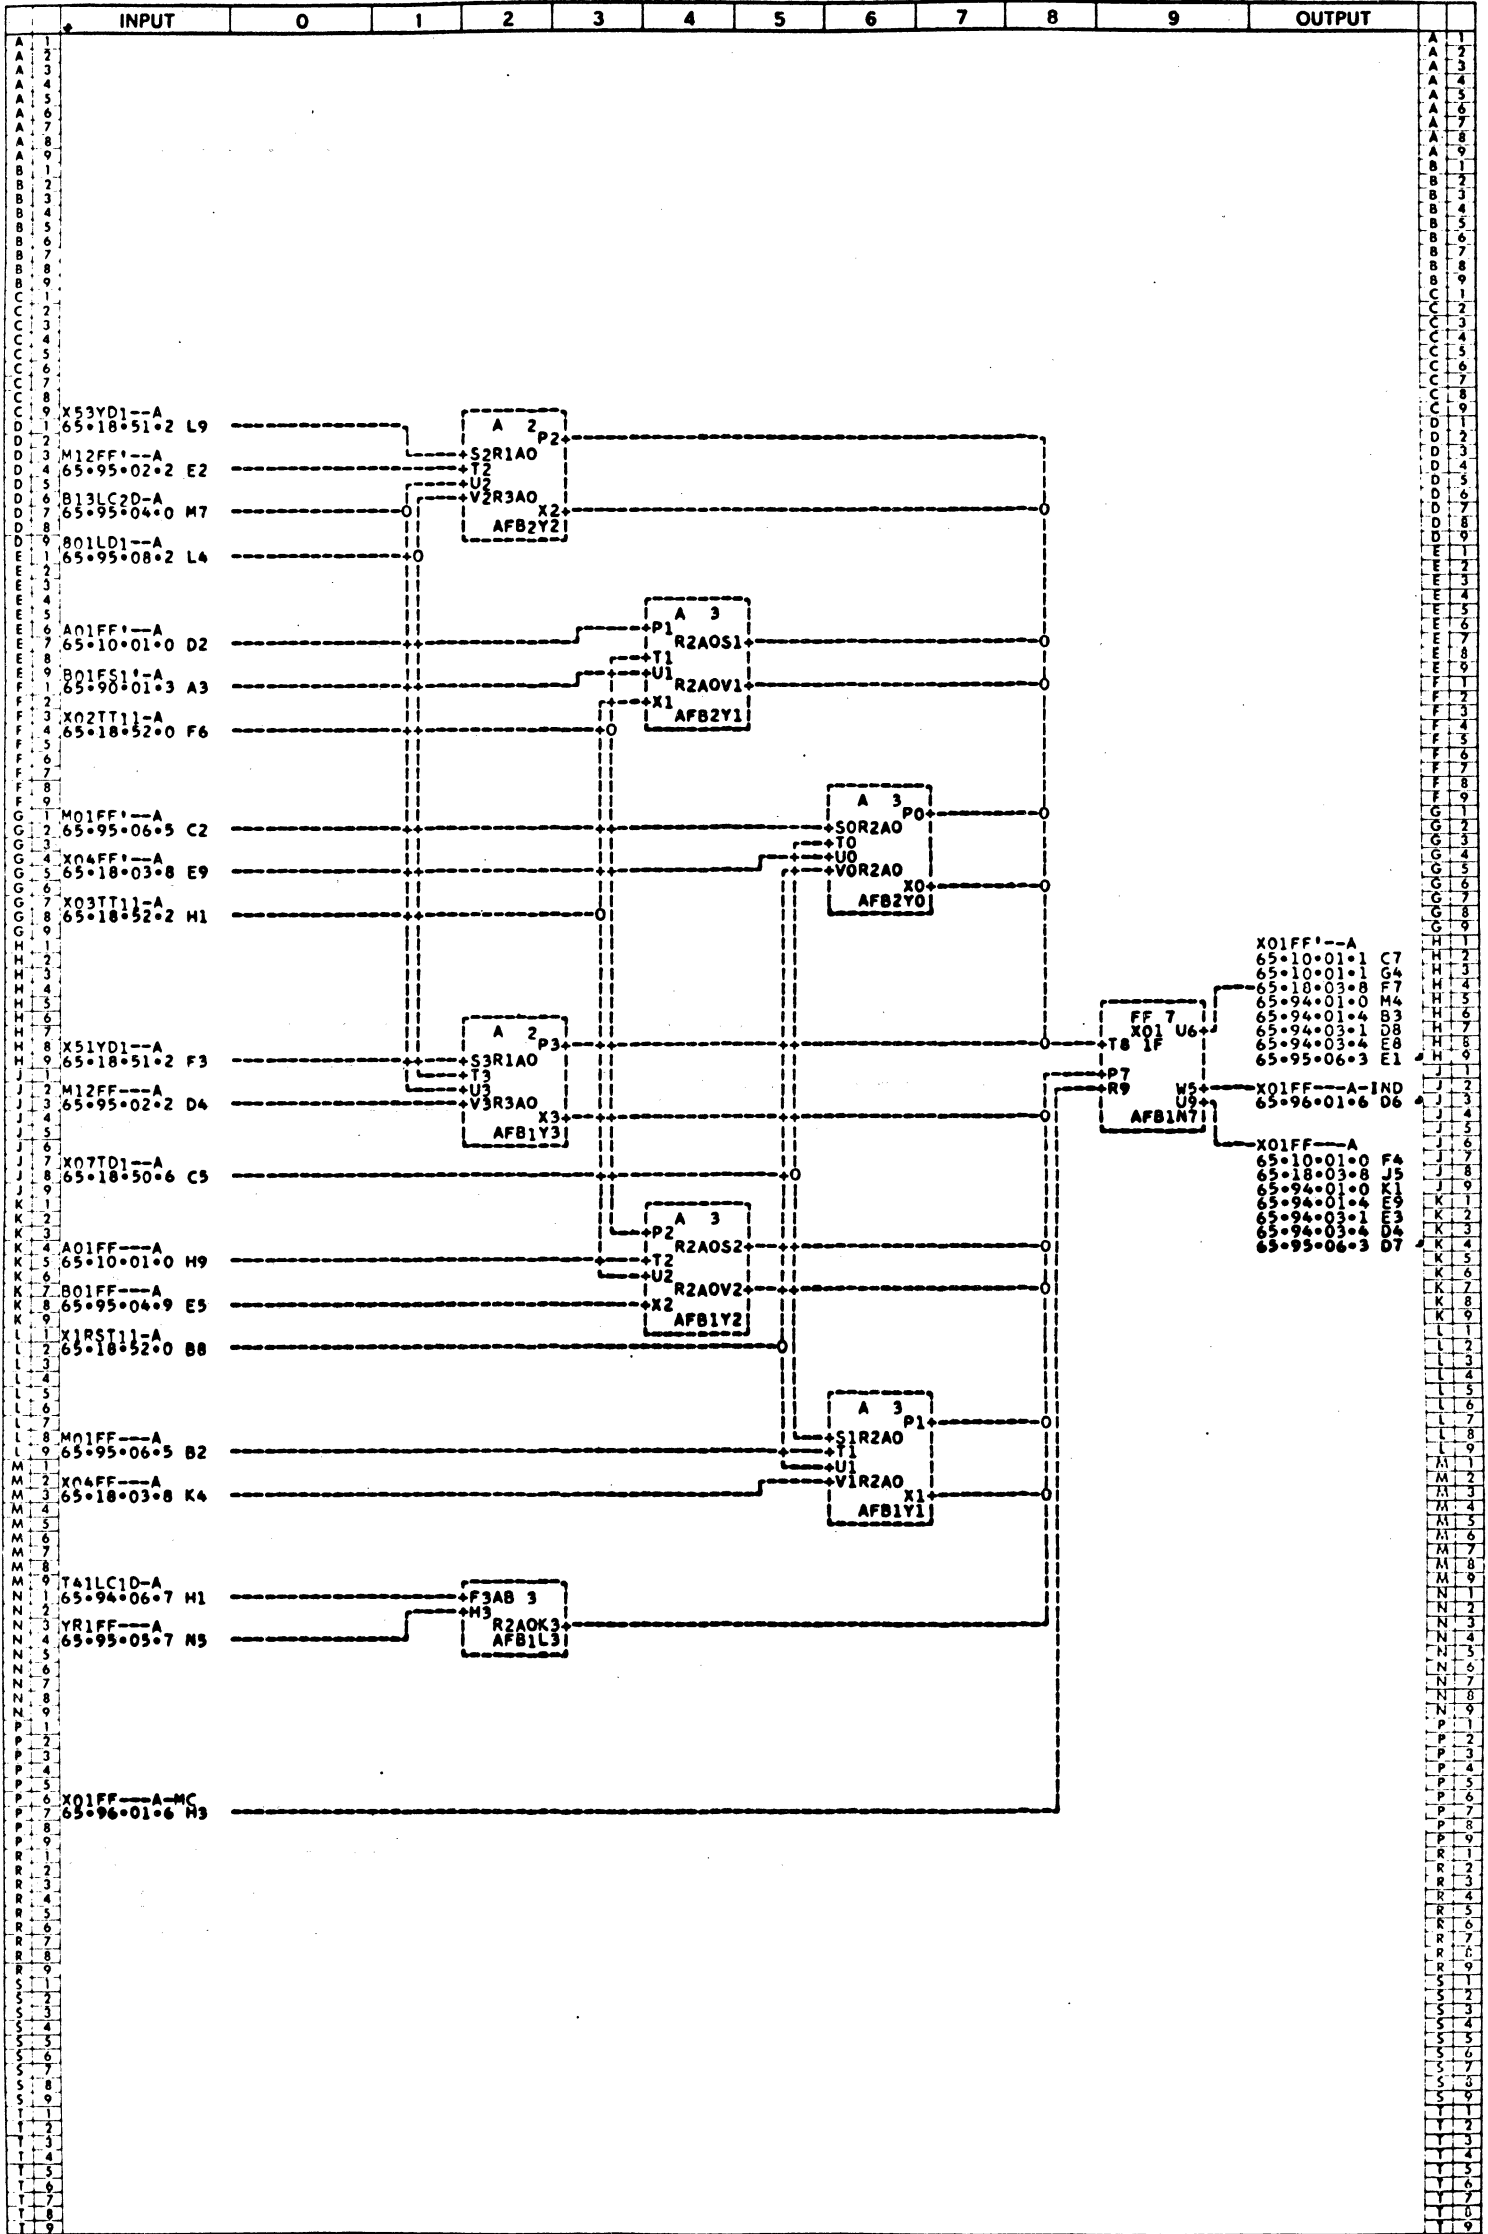 INPUT 0 1 2 3 4 5 6 7 8 9 OUTPUT
X53YD1--A
65•18•51•2 L9
M12FF'--A
65•95•02•2 E2
B13LC2D-A
65•95•04•0 M7
B01LD1--A
65•95•08•2 L4
A 2
P2
S2R1AO
T2
U2
V2R3AO
X2
AFB2Y2
A01FF'--A
65•10•01•0 D2
B01FS1'-A
65•90•01•3 A3
X02TT11-A
65•18•52•0 F6
A 3
P1
R2AOS1
T1
U1
R2AOV1
X1
AFB2Y1
M01FF'--A
65•95•06•5 C2
X04FF'--A
65•18•03•8 E9
X03TT11-A
65•18•52•2 H1
A 3
P0
S0R2AO
T0
U0
V0R2AO
X0
AFB2Y0
X51YD1--A
65•18•51•2 F3
M12FF---A
65•95•02•2 D4
X07TD1--A
65•18•50•6 C5
A 2
P3
S3R1AO
T3
U3
V3R3AO
X3
AFB1Y3
FF 7
X01 U6
T8 1F
P7
R9 W5
U9
AFB1N7
X01FF'--A
65•10•01•1 C7
65•10•01•1 G4
65•18•03•8 F7
65•94•01•0 M4
65•94•01•4 B3
65•94•03•1 D8
65•94•03•4 E8
65•95•06•3 E1
X01FF---A-IND
65•96•01•6 D6
X01FF---A
65•10•01•0 F4
65•18•03•8 J5
65•94•01•0 K1
65•94•01•4 E9
65•94•03•1 E3
65•94•03•4 D4
65•95•06•3 D7
A01FF---A
65•10•01•0 H9
B01FF---A
65•95•04•9 E5
X1RST11-A
65•18•52•0 B8
A 3
P2
R2AOS2
T2
U2
R2AOV2
X2
AFB1Y2
M01FF---A
65•95•06•5 B2
X04FF---A
65•18•03•8 K4
A 3
P1
S1R2AO
T1
U1
V1R2AO
X1
AFB1Y1
T41LC1D-A
65•94•06•7 H1
YR1FF---A
65•95•05•7 N5
F3AB 3
H3
R2AOK3
AFB1L3
X01FF---A-MC
65•96•01•6 H3